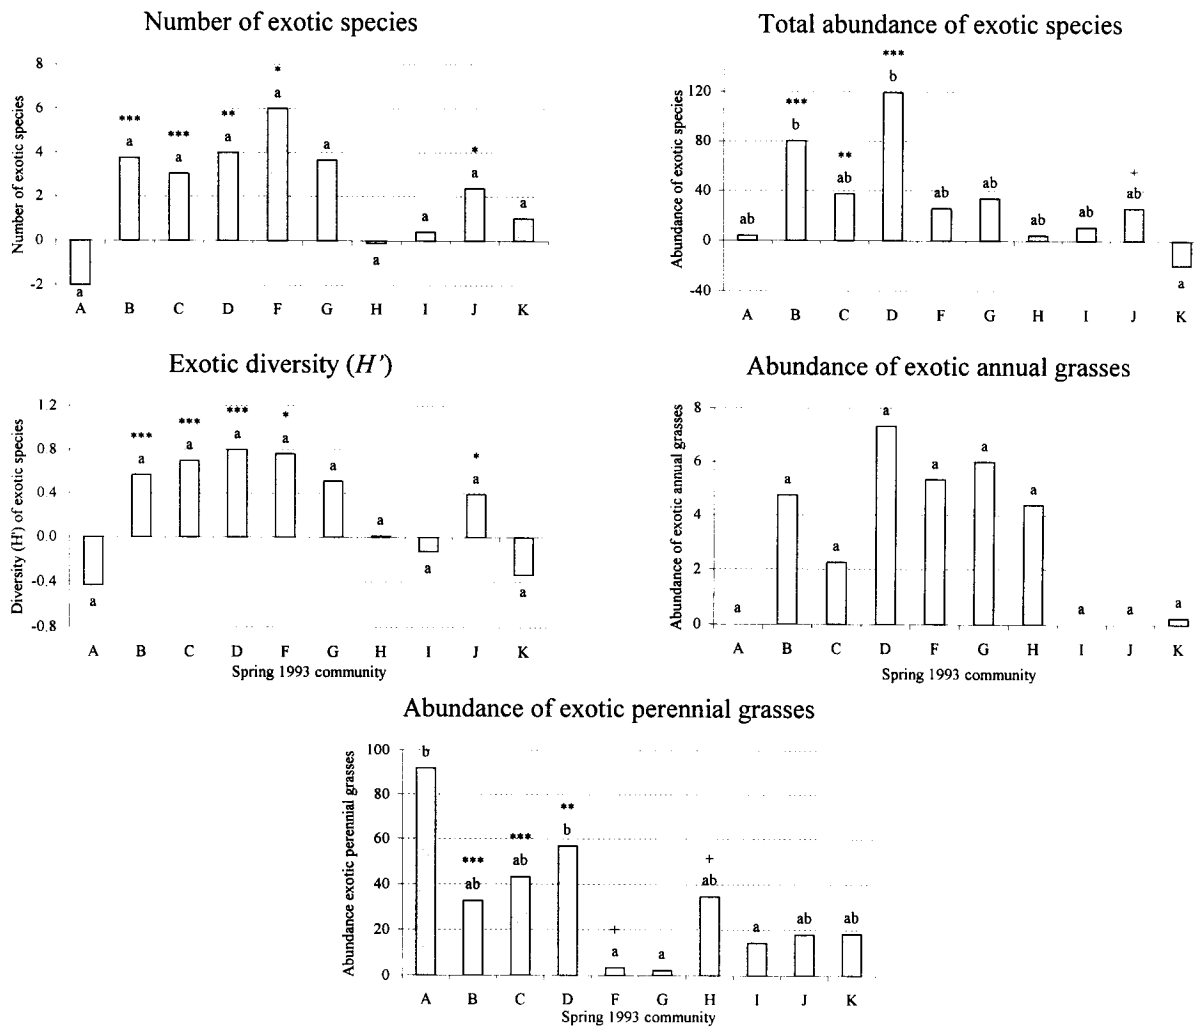 Number of exotic species
Number of exotic species
8
6
4
2
0
-2
a
***
a
***
a
**
a
*
a
a
a
a
*
a
a
A B C D F G H I J K
Total abundance of exotic species
Abundance of exotic species
120
80
40
0
-40
ab
***
b
**
ab
***
b
ab
ab
ab
ab
+
ab
a
A B C D F G H I J K
Exotic diversity (H')
Diversity (H') of exotic species
1.2
0.8
0.4
0.0
-0.4
-0.8
a
***
a
***
a
***
a
*
a
a
a
a
*
a
a
A B C D F G H I J K
Spring 1993 community
Abundance of exotic annual grasses
Abundance of exotic annual grasses
8
6
4
2
0
a
a
a
a
a
a
a
a
a
a
A B C D F G H I J K
Spring 1993 community
Abundance of exotic perennial grasses
Abundance exotic perennial grasses
100
80
60
40
20
0
b
***
ab
***
ab
**
b
+
a
a
+
ab
a
ab
ab
A B C D F G H I J K
Spring 1993 community